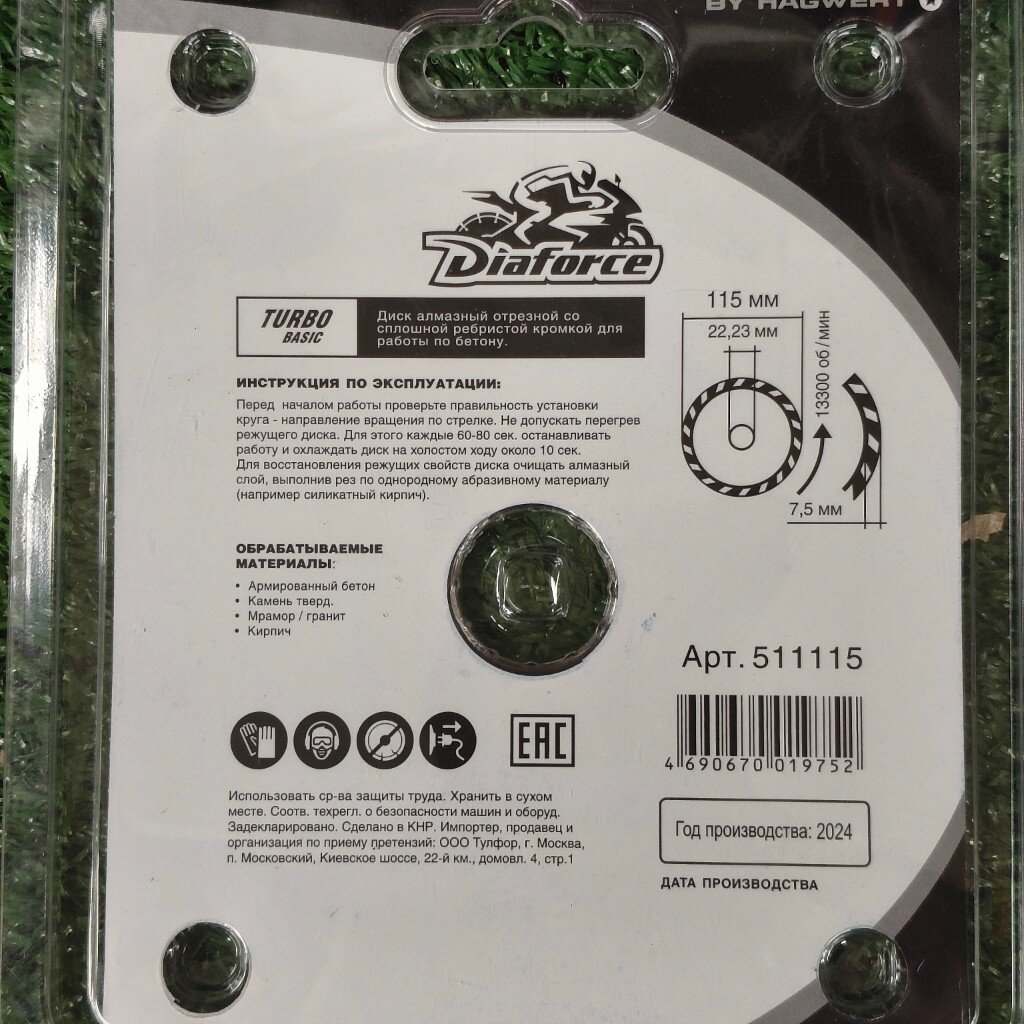 BY HAGWERT
Diaforce
TURBO
BASIC
Диск алмазный отрезной со
сплошной ребристой кромкой для
работы по бетону.
115 мм
22,23 мм
13300 об/мин
7,5 мм
ИНСТРУКЦИЯ ПО ЭКСПЛУАТАЦИИ:
Перед началом работы проверьте правильность установки
круга - направление вращения по стрелке. Не допускать перегрев
режущего диска. Для этого каждые 60-80 сек. останавливать
работу и охлаждать диск на холостом ходу около 10 сек.
Для восстановления режущих свойств диска очищать алмазный
слой, выполнив рез по однородному абразивному материалу
(например силикатный кирпич).
ОБРАБАТЫВАЕМЫЕ
МАТЕРИАЛЫ:
• Армированный бетон
• Камень тверд.
• Мрамор / гранит
• Кирпич
Арт. 511115
4 690670 019752
EAC
Использовать ср-ва защиты труда. Хранить в сухом
месте. Соотв. техрегл. о безопасности машин и оборуд.
Задекларировано. Сделано в КНР. Импортер, продавец и
организация по приему претензий: ООО Тулфор, г. Москва,
п. Московский, Киевское шоссе, 22-й км., домовл. 4, стр.1
Год производства: 2024
ДАТА ПРОИЗВОДСТВА